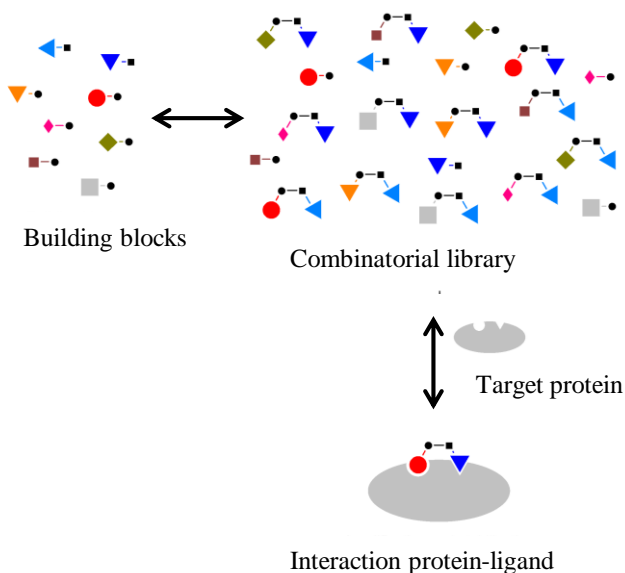 Building blocks
Combinatorial library
Target protein
Interaction protein-ligand